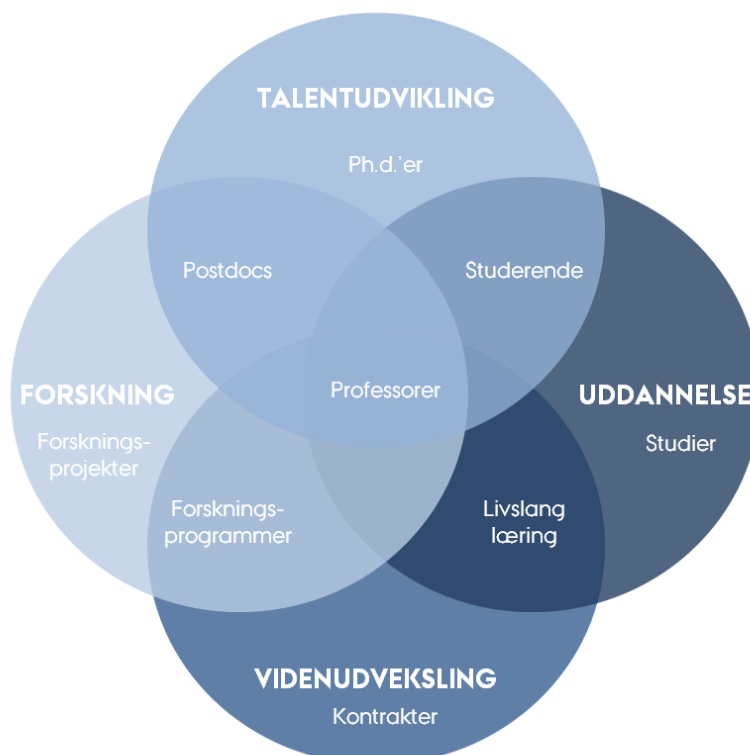 TALENTUDVIKLING
Ph.d.'er
Postdocs
Studerende
FORSKNING
Forsknings-
projekter
Professorer
UDDANNELSE
Studier
Forsknings-
programmer
Livslang
læring
VIDENUDVEKSLING
Kontrakter